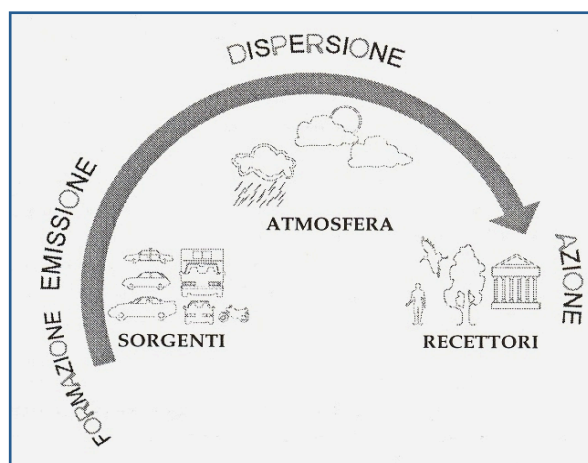 FORMAZIONE EMISSIONE
DISPERSIONE
AZIONE
ATMOSFERA
SORGENTI
RECETTORI